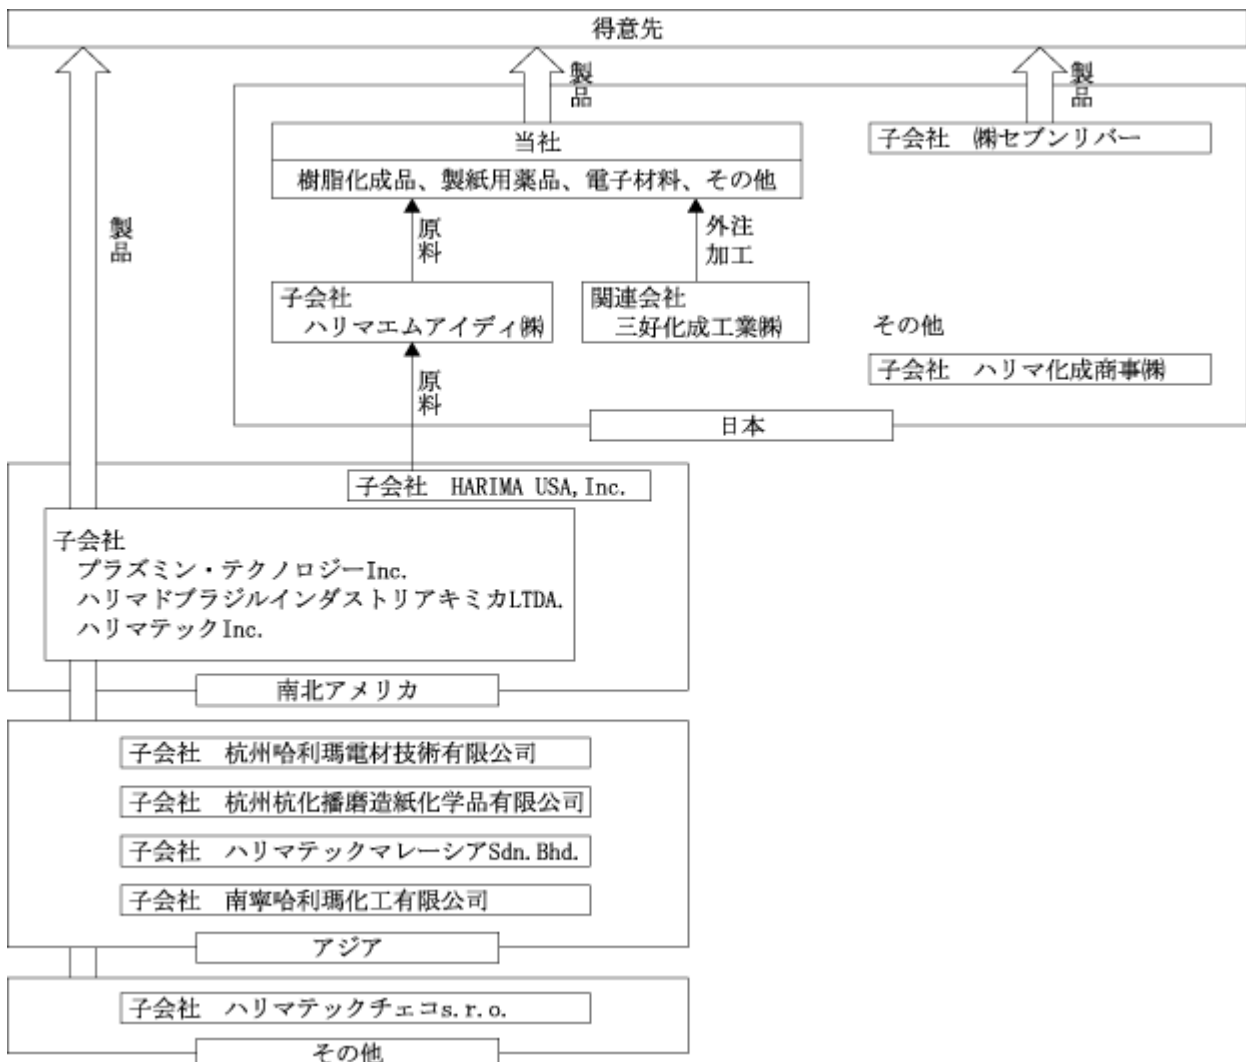 得意先
製品
製品
製品
当社
樹脂化成品、製紙用薬品、電子材料、その他
子会社　㈱セブンリバー
原料
外注加工
子会社
ハリマエムアイディ㈱
関連会社
三好化成工業㈱
その他
子会社　ハリマ化成商事㈱
原料
日本
子会社　HARIMA USA, Inc.
子会社
プラズミン・テクノロジーInc.
ハリマドブラジルインダストリアキミカLTDA.
ハリマテックInc.
南北アメリカ
子会社　杭州哈利瑪電材技術有限公司
子会社　杭州杭化播磨造紙化学品有限公司
子会社　ハリマテックマレーシアSdn. Bhd.
子会社　南寧哈利瑪化工有限公司
アジア
子会社　ハリマテックチェコs. r. o.
その他